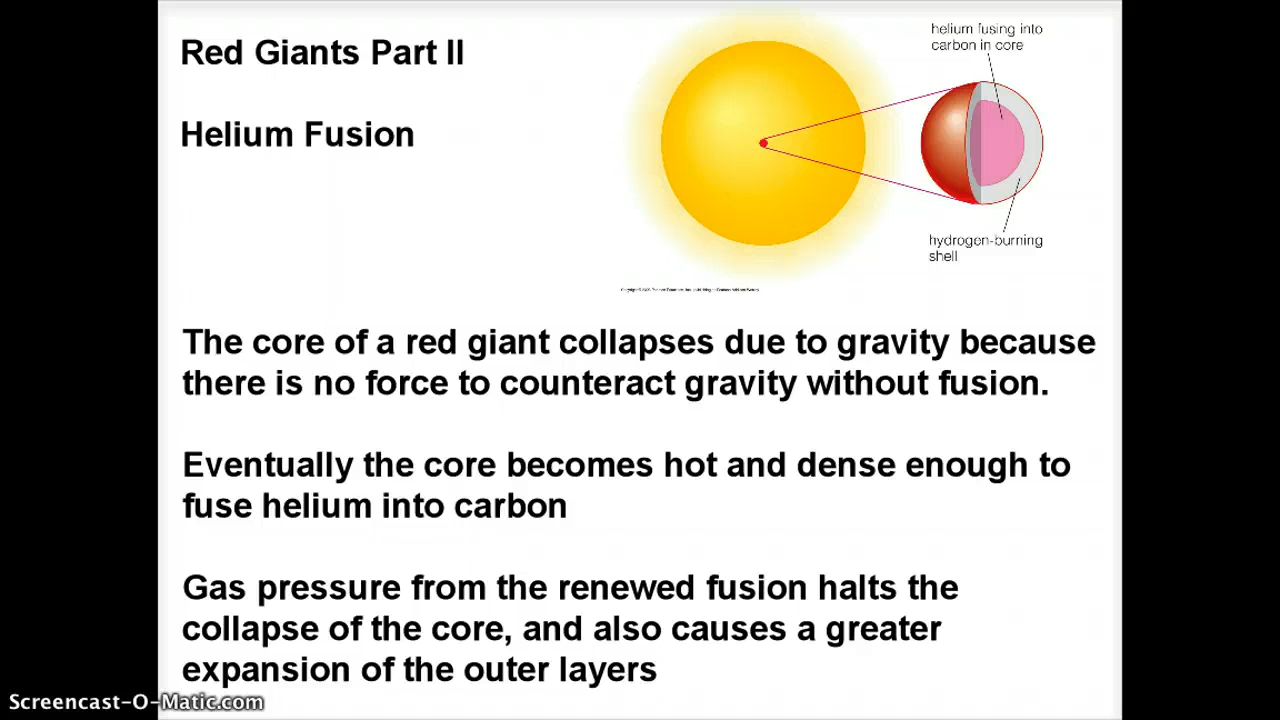 Red Giants Part II
Helium Fusion
helium fusing into
carbon in core
hydrogen-burning
shell
The core of a red giant collapses due to gravity because
there is no force to counteract gravity without fusion.
Eventually the core becomes hot and dense enough to
fuse helium into carbon
Gas pressure from the renewed fusion halts the
collapse of the core, and also causes a greater
expansion of the outer layers
Screencast-O-Matic.com